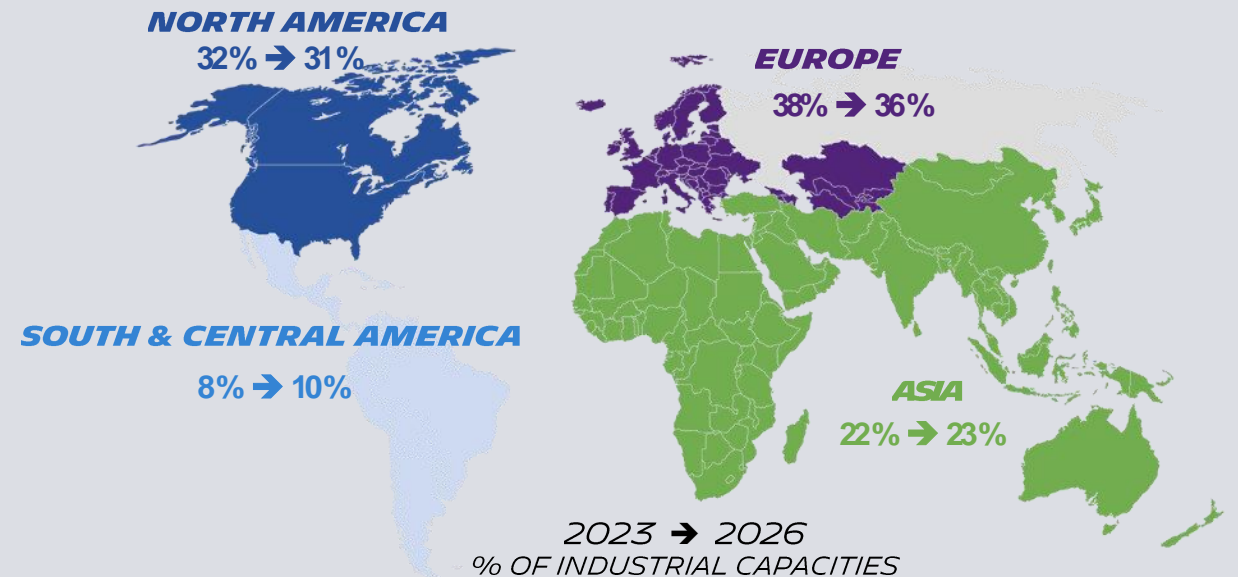 NORTH AMERICA
32% ➔ 31%
EUROPE
38% ➔ 36%
SOUTH & CENTRAL AMERICA
8% ➔ 10%
ASIA
22% ➔ 23%
2023 ➔ 2026
% OF INDUSTRIAL CAPACITIES